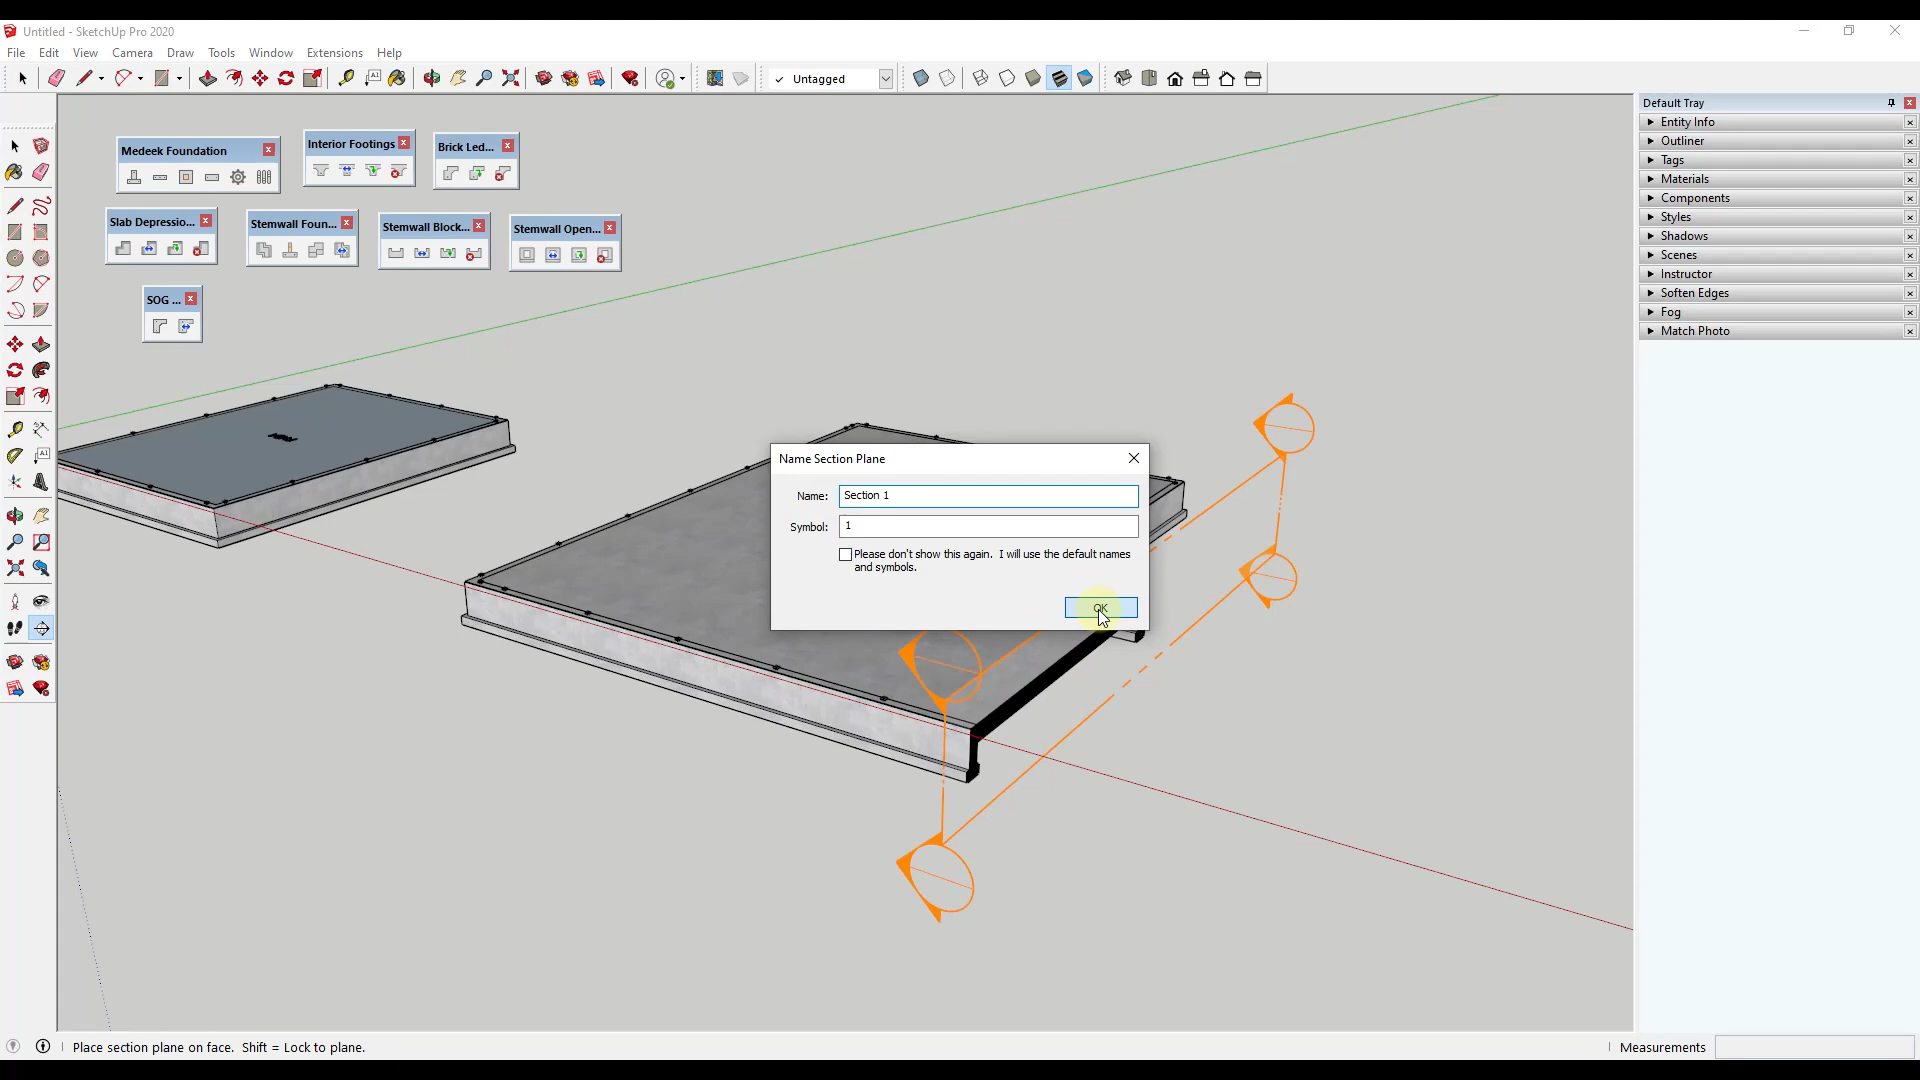 Untitled - SketchUp Pro 2020
File Edit View Camera Draw Tools Window Extensions Help
Untagged
Default Tray
Entity Info
Outliner
Tags
Materials
Components
Styles
Shadows
Scenes
Instructor
Soften Edges
Fog
Match Photo
Medeek Foundation
Interior Footings
Brick Led...
Slab Depressio...
Stemwall Foun...
Stemwall Block...
Stemwall Open...
SOG ...
Name Section Plane
Name: Section 1
Symbol: 1
Please don't show this again. I will use the default names
and symbols.
OK
Place section plane on face. Shift = Lock to plane.
Measurements